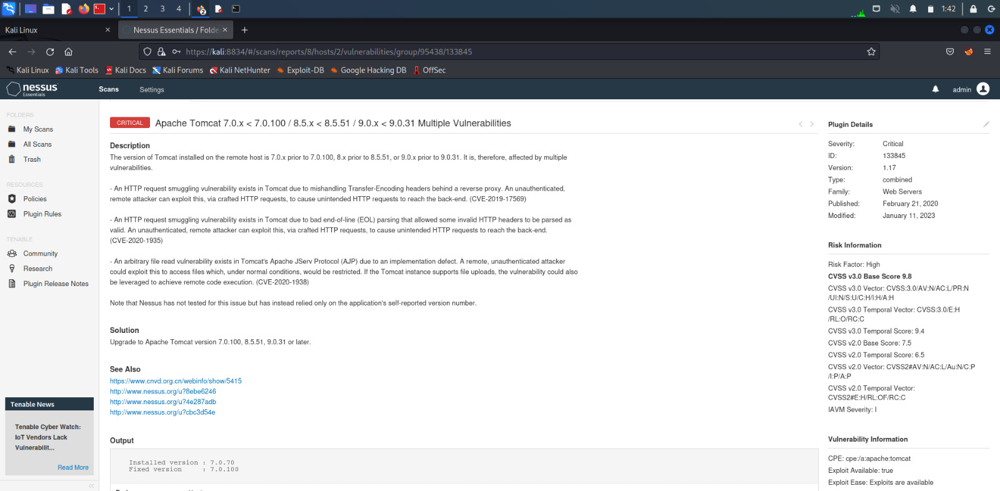 1 2 3 4 2 1:42
Kali Linux × Nessus Essentials / Folde × +
https://kali:8834/#/scans/reports/8/hosts/2/vulnerabilities/group/95438/133845
Kali Linux Kali Tools Kali Docs Kali Forums Kali NetHunter Exploit-DB Google Hacking DB OffSec
nessus Essentials Scans Settings admin
FOLDERS
My Scans
All Scans
Trash
RESOURCES
Policies
Plugin Rules
TENABLE
Community
Research
Plugin Release Notes
Tenable News
Tenable Cyber Watch:
IoT Vendors Lack
Vulnerabilit...
Read More
CRITICAL Apache Tomcat 7.0.x < 7.0.100 / 8.5.x < 8.5.51 / 9.0.x < 9.0.31 Multiple Vulnerabilities
Description
The version of Tomcat installed on the remote host is 7.0.x prior to 7.0.100, 8.x prior to 8.5.51, or 9.0.x prior to 9.0.31. It is, therefore, affected by multiple
vulnerabilities.
- An HTTP request smuggling vulnerability exists in Tomcat due to mishandling Transfer-Encoding headers behind a reverse proxy. An unauthenticated,
remote attacker can exploit this, via crafted HTTP requests, to cause unintended HTTP requests to reach the back-end. (CVE-2019-17569)
- An HTTP request smuggling vulnerability exists in Tomcat due to bad end-of-line (EOL) parsing that allowed some invalid HTTP headers to be parsed as
valid. An unauthenticated, remote attacker can exploit this, via crafted HTTP requests, to cause unintended HTTP requests to reach the back-end.
(CVE-2020-1935)
- An arbitrary file read vulnerability exists in Tomcat's Apache JServ Protocol (AJP) due to an implementation defect. A remote, unauthenticated attacker
could exploit this to access files which, under normal conditions, would be restricted. If the Tomcat instance supports file uploads, the vulnerability could also
be leveraged to achieve remote code execution. (CVE-2020-1938)
Note that Nessus has not tested for this issue but has instead relied only on the application's self-reported version number.
Solution
Upgrade to Apache Tomcat version 7.0.100, 8.5.51, 9.0.31 or later.
See Also
https://www.cnvd.org.cn/webinfo/show/5415
http://www.nessus.org/u?8ebe6246
http://www.nessus.org/u?4e287adb
http://www.nessus.org/u?cbc3d54e
Output
Installed version : 7.0.70
Fixed version : 7.0.100
Plugin Details
Severity: Critical
ID: 133845
Version: 1.17
Type: combined
Family: Web Servers
Published: February 21, 2020
Modified: January 11, 2023
Risk Information
Risk Factor: High
CVSS v3.0 Base Score 9.8
CVSS v3.0 Vector: CVSS:3.0/AV:N/AC:L/PR:N
/UI:N/S:U/C:H/I:H/A:H
CVSS v3.0 Temporal Vector: CVSS:3.0/E:H
/RL:O/RC:C
CVSS v3.0 Temporal Score: 9.4
CVSS v2.0 Base Score: 7.5
CVSS v2.0 Temporal Score: 6.5
CVSS v2.0 Vector: CVSS2#AV:N/AC:L/Au:N/C:P
/I:P/A:P
CVSS v2.0 Temporal Vector:
CVSS2#E:H/RL:OF/RC:C
IAVM Severity: I
Vulnerability Information
CPE: cpe:/a:apache:tomcat
Exploit Available: true
Exploit Ease: Exploits are available